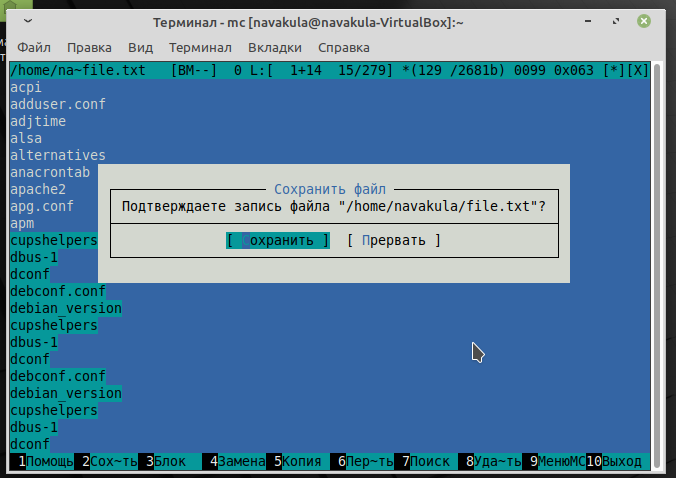 Терминал - mc [navakula@navakula-VirtualBox]:~
Файл Правка Вид Терминал Вкладки Справка
/home/na~file.txt [BM--] 0 L:[ 1+14 15/279] *(129 /2681b) 0099 0x063 [*][X]
acpi
adduser.conf
adjtime
alsa
alternatives
anacrontab
apache2
apg.conf
apm
Сохранить файл
Подтверждаете запись файла "/home/navakula/file.txt"?
[ Сохранить ] [ Прервать ]
cupshelpers
dbus-1
dconf
debconf.conf
debian_version
cupshelpers
dbus-1
dconf
debconf.conf
debian_version
cupshelpers
dbus-1
dconf
1Помощь 2Сох~ть 3Блок 4Замена 5Копия 6Пер~ть 7Поиск 8Уда~ть 9МенюMC 10Выход